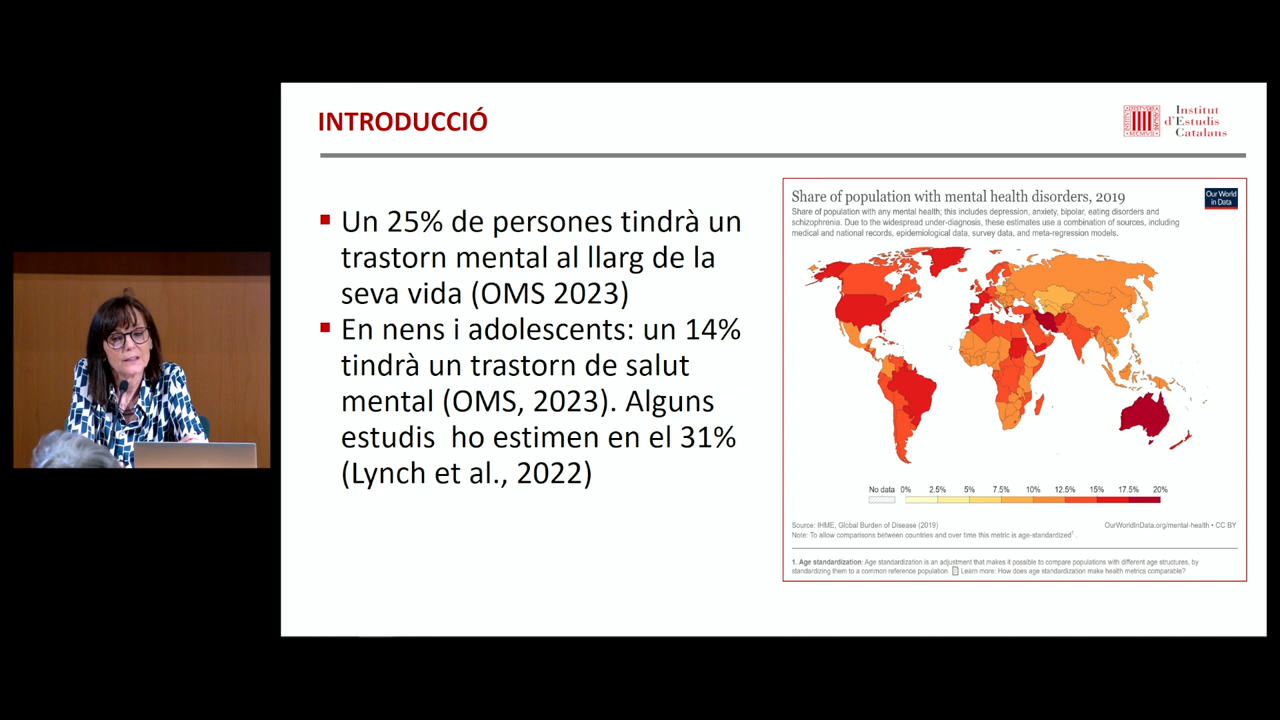 INTRODUCCIÓ
Institut
d'Estudis
Catalans
Un 25% de persones tindrà un
trastorn mental al llarg de la
seva vida (OMS 2023)
En nens i adolescents: un 14%
tindrà un trastorn de salut
mental (OMS, 2023). Alguns
estudis ho estimen en el 31%
(Lynch et al., 2022)
Share of population with mental health disorders, 2019
Our World
in Data
Share of population with any mental health; this includes depression, anxiety, bipolar, eating disorders and
schizophrenia. Due to the widespread under-diagnosis, these estimates use a combination of sources, including
medical and national records, epidemiological data, survey data, and meta-regression models.
No data 0% 2.5% 5% 7.5% 10% 12.5% 15% 17.5% 20%
Source: IHME, Global Burden of Disease (2019) OurWorldInData.org/mental-health • CC BY
Note: To allow comparisons between countries and over time this metric is age-standardized¹.
1. Age standardization: Age standardization is an adjustment that makes it possible to compare populations with different age structures, by
standardizing them to a common reference population. Learn more: How does age standardization make health metrics comparable?